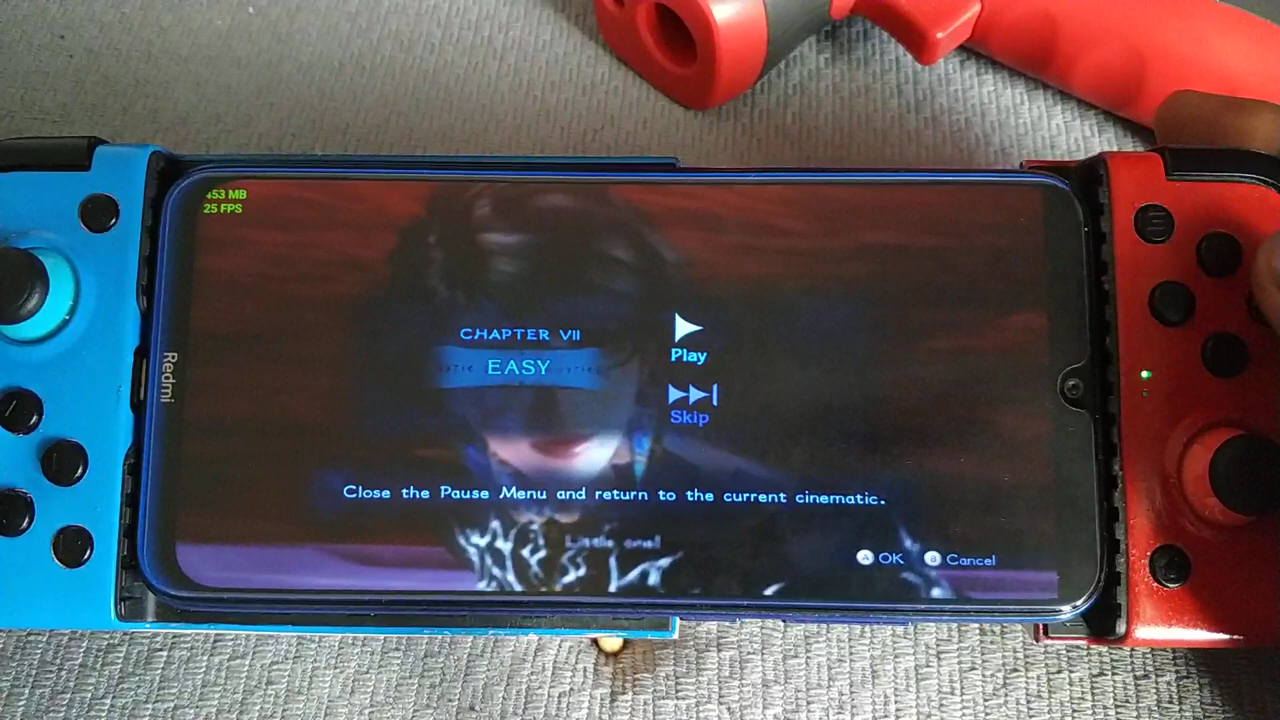 453 MB
25 FPS
Redmi
CHAPTER VII
EASY
Play
Skip
Close the Pause Menu and return to the current cinematic.
Little one!
A OK B Cancel